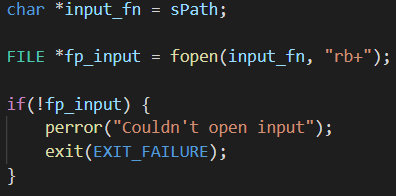 char *input_fn = sPath;
FILE *fp_input = fopen(input_fn, "rb+");
if(!fp_input) {
perror("Couldn't open input");
exit(EXIT_FAILURE);
}